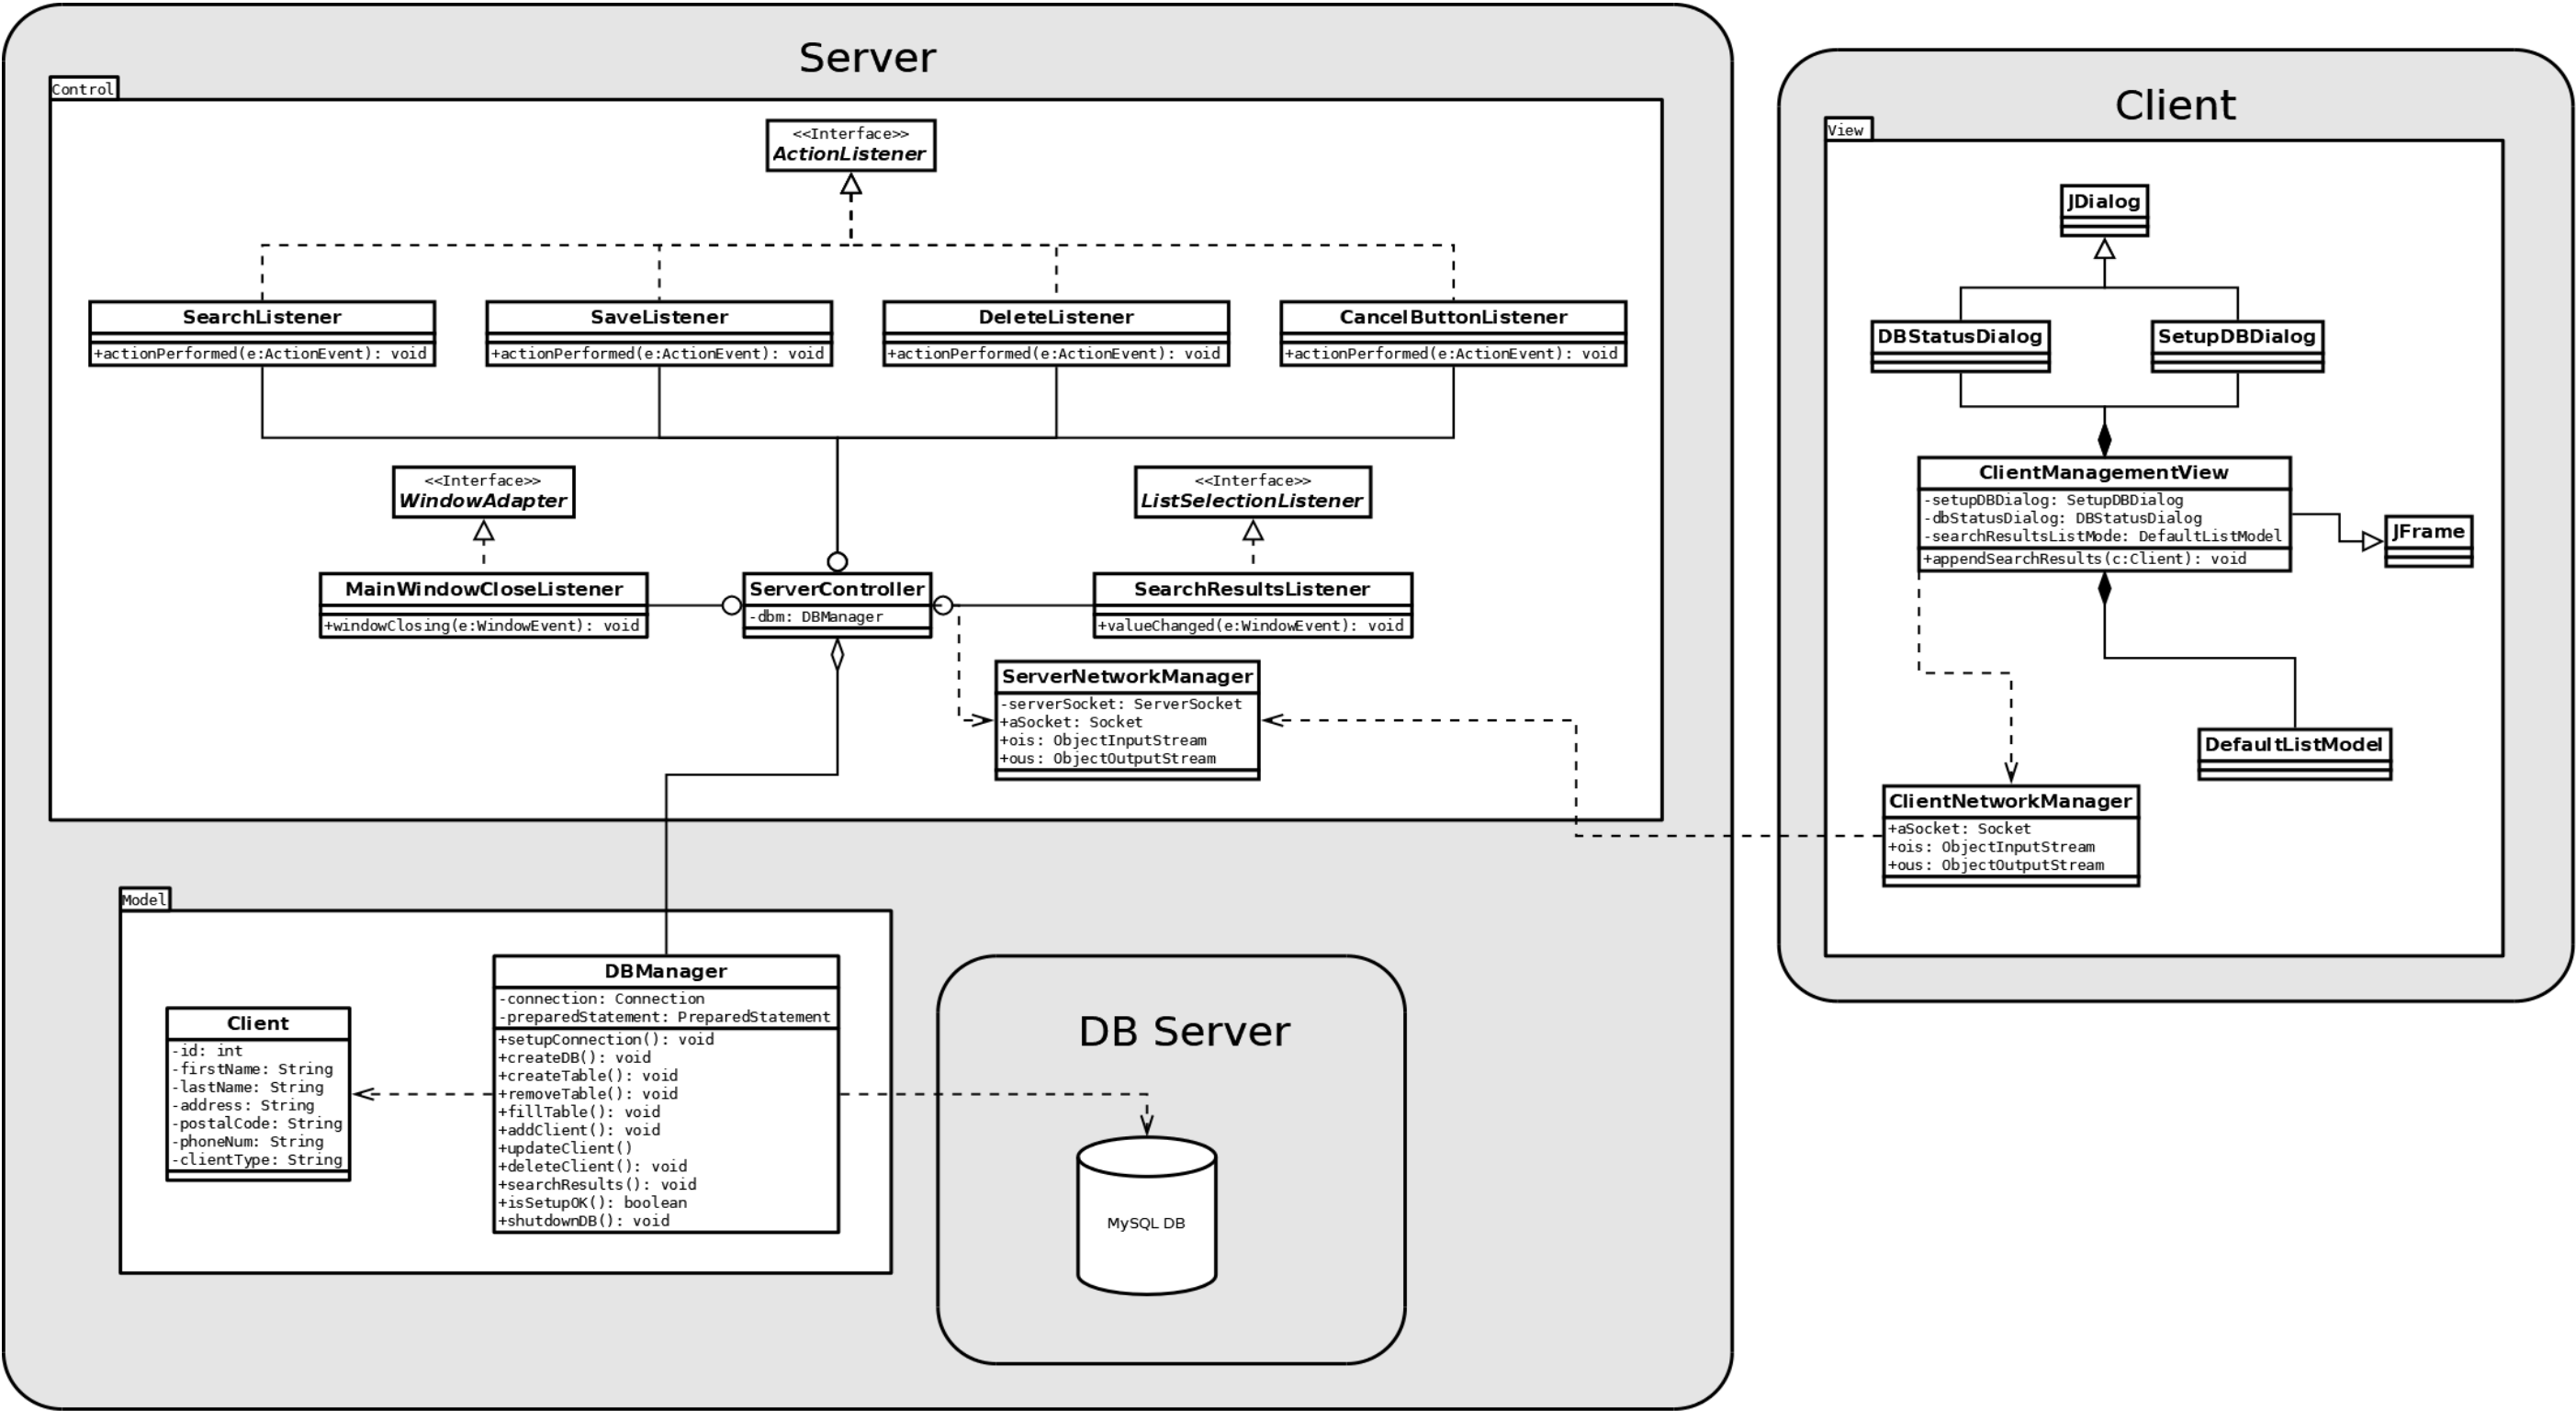 Server
Control
<<Interface>>
ActionListener
SearchListener
+actionPerformed(e:ActionEvent): void
SaveListener
+actionPerformed(e:ActionEvent): void
DeleteListener
+actionPerformed(e:ActionEvent): void
CancelButtonListener
+actionPerformed(e:ActionEvent): void
<<Interface>>
WindowAdapter
<<Interface>>
ListSelectionListener
MainWindowCloseListener
+windowClosing(e:WindowEvent): void
ServerController
-dbm: DBManager
SearchResultsListener
+valueChanged(e:WindowEvent): void
ServerNetworkManager
-serverSocket: ServerSocket
+aSocket: Socket
+ois: ObjectInputStream
+ous: ObjectOutputStream
Model
Client
-id: int
-firstName: String
-lastName: String
-address: String
-postalCode: String
-phoneNum: String
-clientType: String
DBManager
-connection: Connection
-preparedStatement: PreparedStatement
+setupConnection(): void
+createDB(): void
+createTable(): void
+removeTable(): void
+fillTable(): void
+addClient(): void
+updateClient()
+deleteClient(): void
+searchResults(): void
+isSetupOK(): boolean
+shutdownDB(): void
DB Server
MySQL DB
Client
View
JDialog
DBStatusDialog
SetupDBDialog
ClientManagementView
-setupDBDialog: SetupDBDialog
-dbStatusDialog: DBStatusDialog
-searchResultsListMode: DefaultListModel
+appendSearchResults(c:Client): void
JFrame
DefaultListModel
ClientNetworkManager
+aSocket: Socket
+ois: ObjectInputStream
+ous: ObjectOutputStream